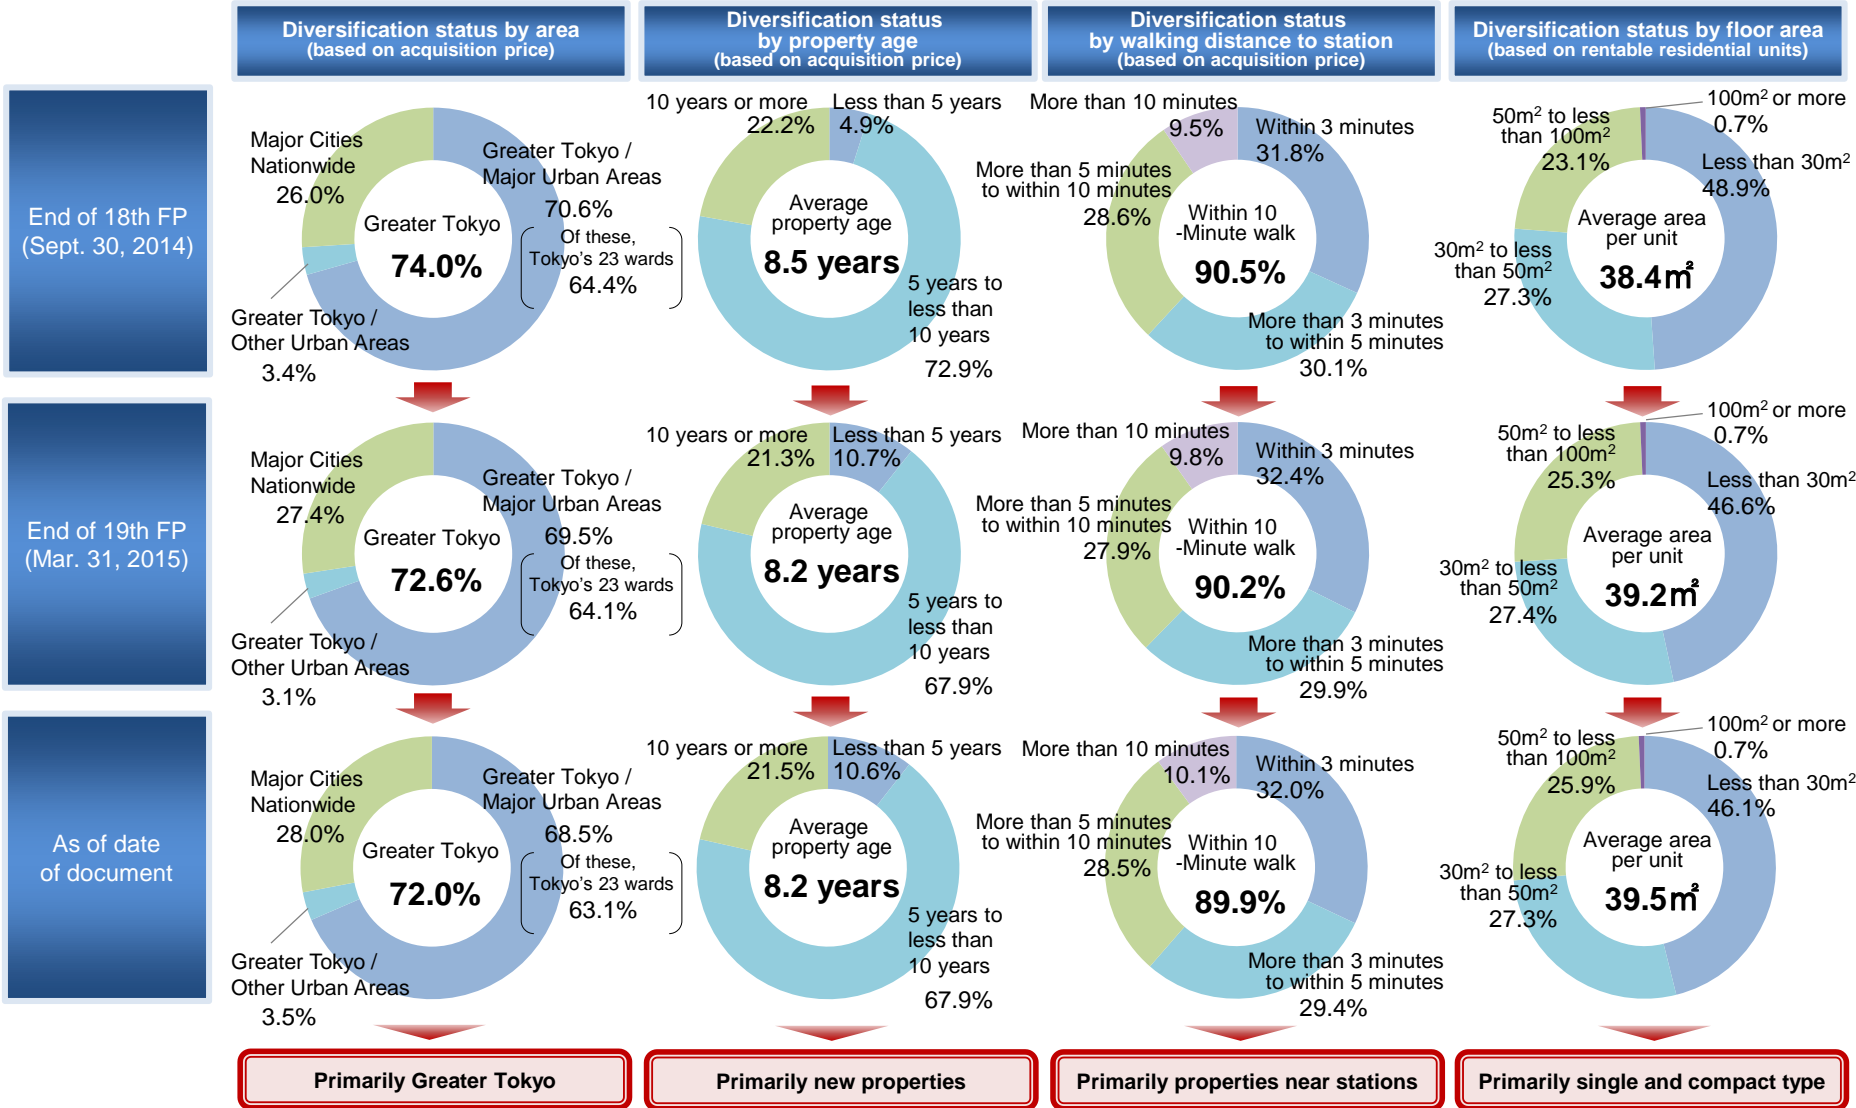 Diversification status by area
(based on acquisition price)
Diversification status
by property age
(based on acquisition price)
Diversification status
by walking distance to station
(based on acquisition price)
Diversification status by floor area
(based on rentable residential units)
End of 18th FP
(Sept. 30, 2014)
Major Cities
Nationwide
26.0%
Greater Tokyo /
Major Urban Areas
70.6%
Of these,
Tokyo's 23 wards
64.4%
Greater Tokyo
74.0%
Greater Tokyo /
Other Urban Areas
3.4%
10 years or more
22.2%
Less than 5 years
4.9%
Average
property age
8.5 years
5 years to
less than
10 years
72.9%
More than 10 minutes
9.5%
Within 3 minutes
31.8%
More than 5 minutes
to within 10 minutes
28.6%
Within 10
-Minute walk
90.5%
More than 3 minutes
to within 5 minutes
30.1%
50m² to less
than 100m²
23.1%
100m² or more
0.7%
Less than 30m²
48.9%
Average area
per unit
38.4㎡
30m² to less
than 50m²
27.3%
End of 19th FP
(Mar. 31, 2015)
Major Cities
Nationwide
27.4%
Greater Tokyo /
Major Urban Areas
69.5%
Of these,
Tokyo's 23 wards
64.1%
Greater Tokyo
72.6%
Greater Tokyo /
Other Urban Areas
3.1%
10 years or more
21.3%
Less than 5 years
10.7%
Average
property age
8.2 years
5 years to
less than
10 years
67.9%
More than 10 minutes
9.8%
Within 3 minutes
32.4%
More than 5 minutes
to within 10 minutes
27.9%
Within 10
-Minute walk
90.2%
More than 3 minutes
to within 5 minutes
29.9%
50m² to less
than 100m²
25.3%
100m² or more
0.7%
Less than 30m²
46.6%
Average area
per unit
39.2㎡
30m² to less
than 50m²
27.4%
As of date
of document
Major Cities
Nationwide
28.0%
Greater Tokyo /
Major Urban Areas
68.5%
Of these,
Tokyo's 23 wards
63.1%
Greater Tokyo
72.0%
Greater Tokyo /
Other Urban Areas
3.5%
10 years or more
21.5%
Less than 5 years
10.6%
Average
property age
8.2 years
5 years to
less than
10 years
67.9%
More than 10 minutes
10.1%
Within 3 minutes
32.0%
More than 5 minutes
to within 10 minutes
28.5%
Within 10
-Minute walk
89.9%
More than 3 minutes
to within 5 minutes
29.4%
50m² to less
than 100m²
25.9%
100m² or more
0.7%
Less than 30m²
46.1%
Average area
per unit
39.5㎡
30m² to less
than 50m²
27.3%
Primarily Greater Tokyo
Primarily new properties
Primarily properties near stations
Primarily single and compact type